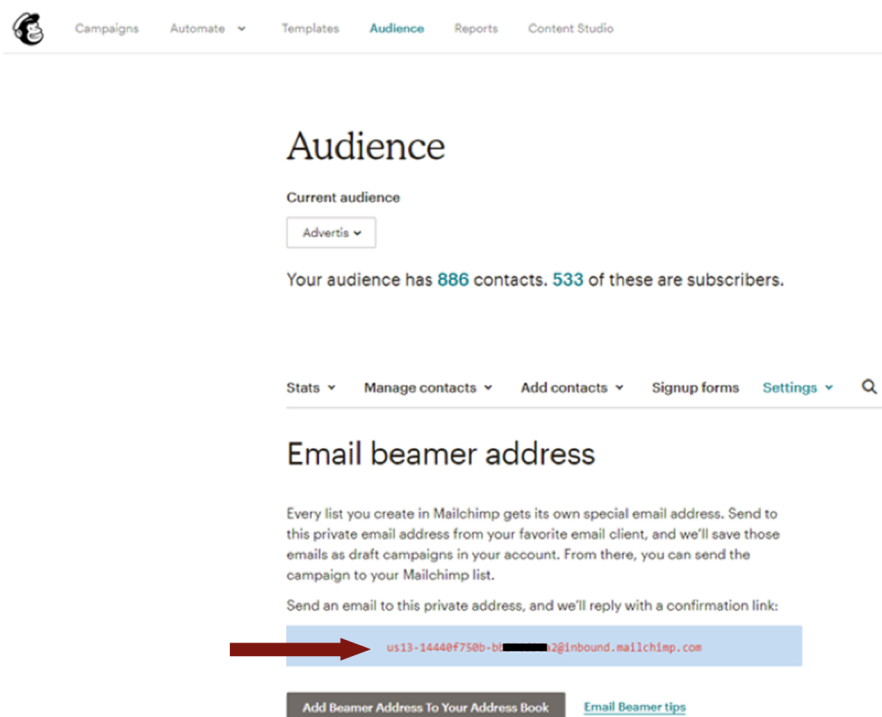 Campaigns Automate Templates Audience Reports Content Studio
Audience
Current audience
Advertis
Your audience has 886 contacts. 533 of these are subscribers.
Stats Manage contacts Add contacts Signup forms Settings
Email beamer address
Every list you create in Mailchimp gets its own special email address. Send to
this private email address from your favorite email client, and we'll save those
emails as draft campaigns in your account. From there, you can send the
campaign to your Mailchimp list.
Send an email to this private address, and we'll reply with a confirmation link:
us13-14440f750b- @inbound.mailchimp.com
Add Beamer Address To Your Address Book Email Beamer tips